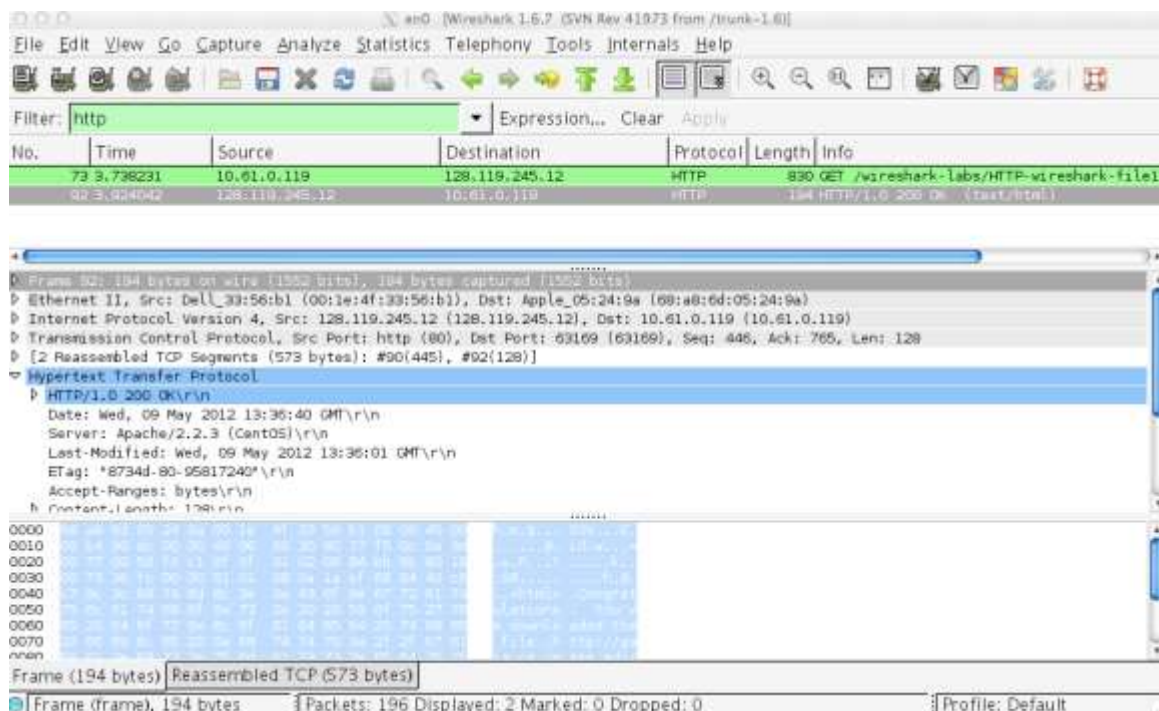 en0 [Wireshark 1.6.7 (SVN Rev 41973 from /trunk-1.6)]
File Edit View Go Capture Analyze Statistics Telephony Tools Internals Help
Filter: http Expression... Clear Apply
No. Time Source Destination Protocol Length Info
73 3.738231 10.61.0.119 128.119.245.12 HTTP 830 GET /wireshark-labs/HTTP-wireshark-file1
92 3.924042 128.119.245.12 10.61.0.119 HTTP 194 HTTP/1.0 200 OK (text/html)
Frame 92: 194 bytes on wire (1552 bits), 194 bytes captured (1552 bits)
Ethernet II, Src: Dell_33:56:b1 (00:1e:4f:33:56:b1), Dst: Apple_05:24:9a (68:a8:6d:05:24:9a)
Internet Protocol Version 4, Src: 128.119.245.12 (128.119.245.12), Dst: 10.61.0.119 (10.61.0.119)
Transmission Control Protocol, Src Port: http (80), Dst Port: 63169 (63169), Seq: 446, Ack: 765, Len: 128
[2 Reassembled TCP Segments (573 bytes): #90(445), #92(128)]
Hypertext Transfer Protocol
HTTP/1.0 200 OK\r\n
Date: Wed, 09 May 2012 13:36:40 GMT\r\n
Server: Apache/2.2.3 (CentOS)\r\n
Last-Modified: Wed, 09 May 2012 13:36:01 GMT\r\n
ETag: "8734d-80-95817240"\r\n
Accept-Ranges: bytes\r\n
Content-Length: 128\r\n
0000
0010
0020
0030
0040
0050
0060
0070
0080
Frame (194 bytes) Reassembled TCP (573 bytes)
Frame (frame), 194 bytes Packets: 196 Displayed: 2 Marked: 0 Dropped: 0 Profile: Default